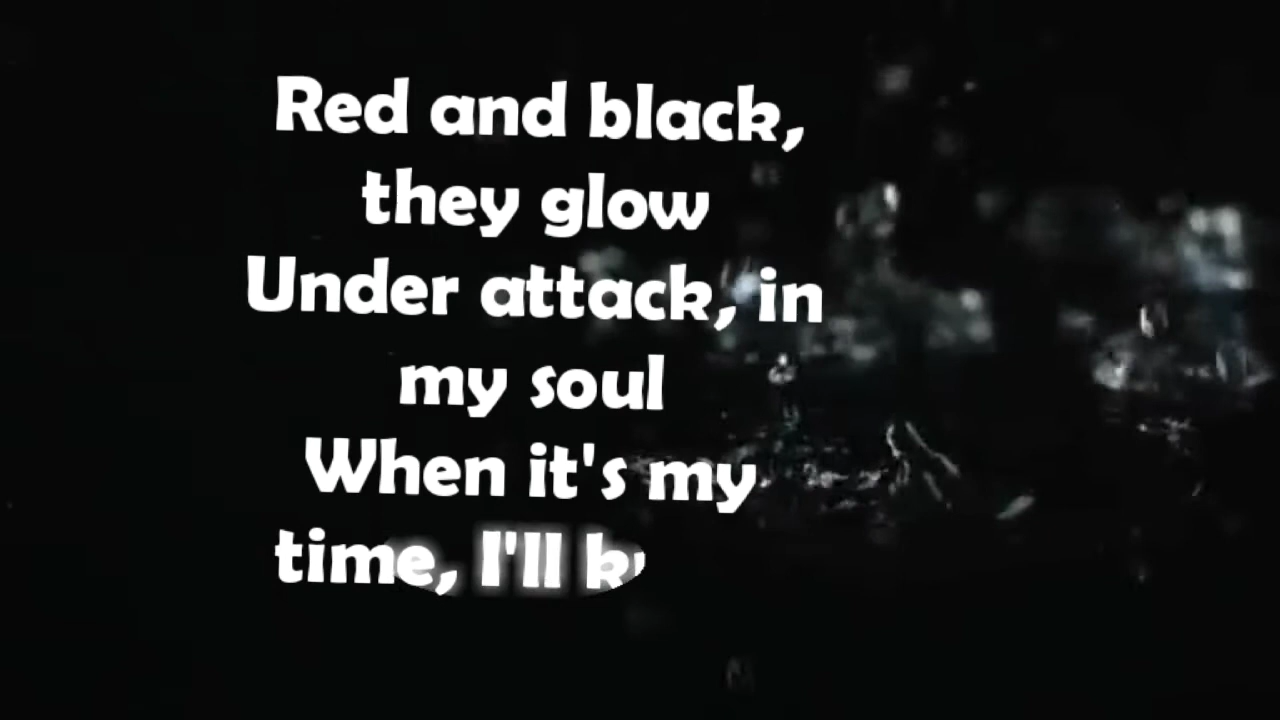 Red and black,
they glow
Under attack, in
my soul
When it's my
time, I'll